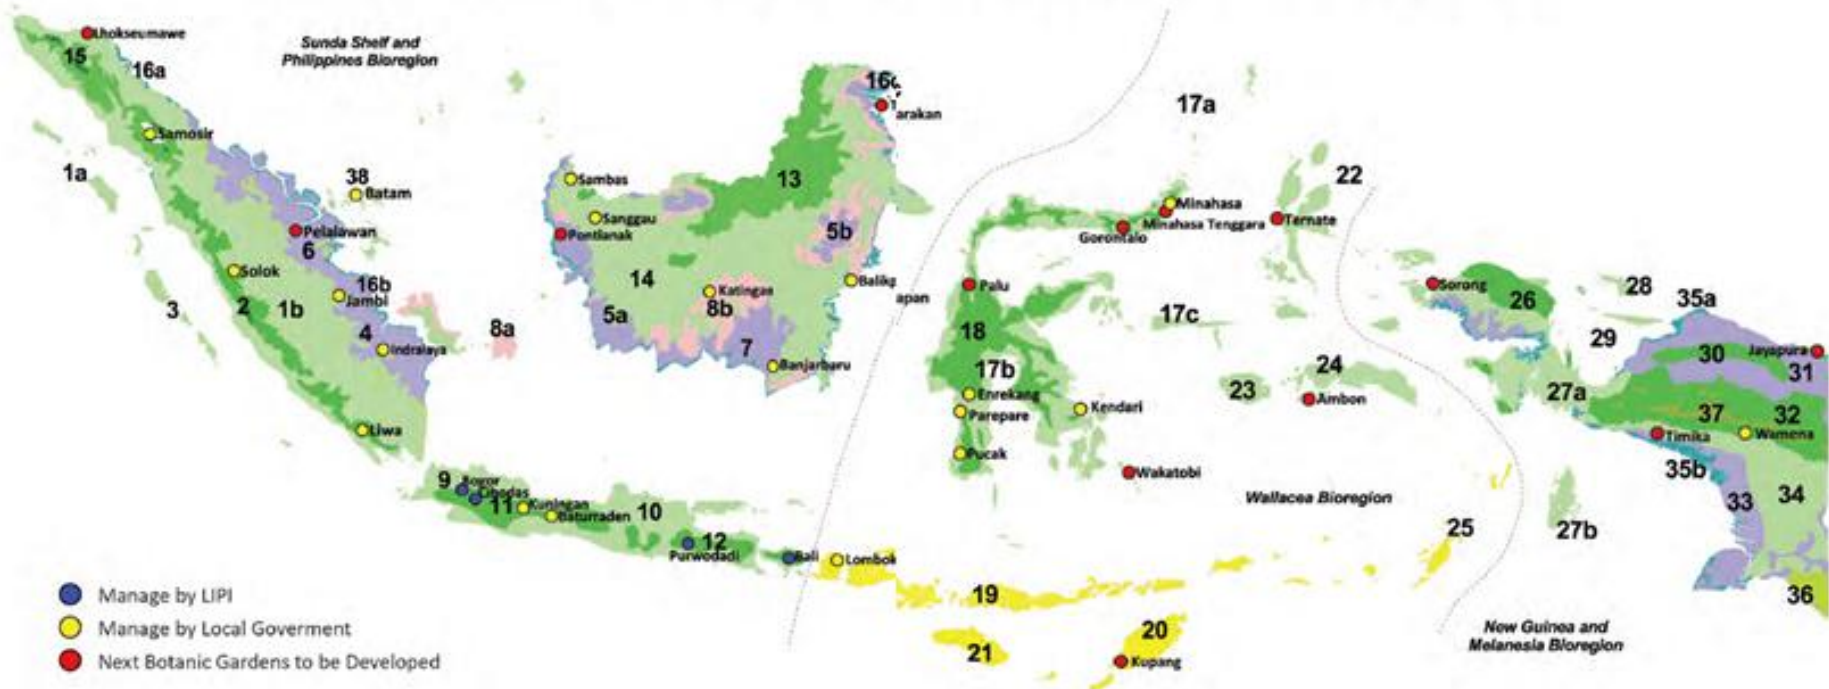 Lhokseumawe
15
16a
Sunda Shelf and
Philippines Bioregion
Samosir
1a
38
Batam
Pelalawan
6
Solok
16b
Jambi
3
2
1b
4
Indralaya
8a
Liwa
16c
Tarakan
13
Sambas
Sanggau
Pontianak
5b
14
Katingan
8b
Balikpapan
5a
7
Banjarbaru
17a
22
Minahasa
Minahasa Tenggara
Gorontalo
Ternate
Palu
18
17c
17b
Enrekang
Parepare
Kendari
Pucak
23
24
Ambon
Wakatobi
Wallacea Bioregion
25
Sorong
26
28
35a
29
30
Jayapura
31
27a
37
32
Timika
Wamena
35b
33
34
27b
36
9
Bogor
Cibodas
11
Kuningan
Baturraden
10
12
Purwodadi
Bali
Lombok
19
20
21
Kupang
New Guinea and
Melanesia Bioregion
Manage by LIPI
Manage by Local Goverment
Next Botanic Gardens to be Developed